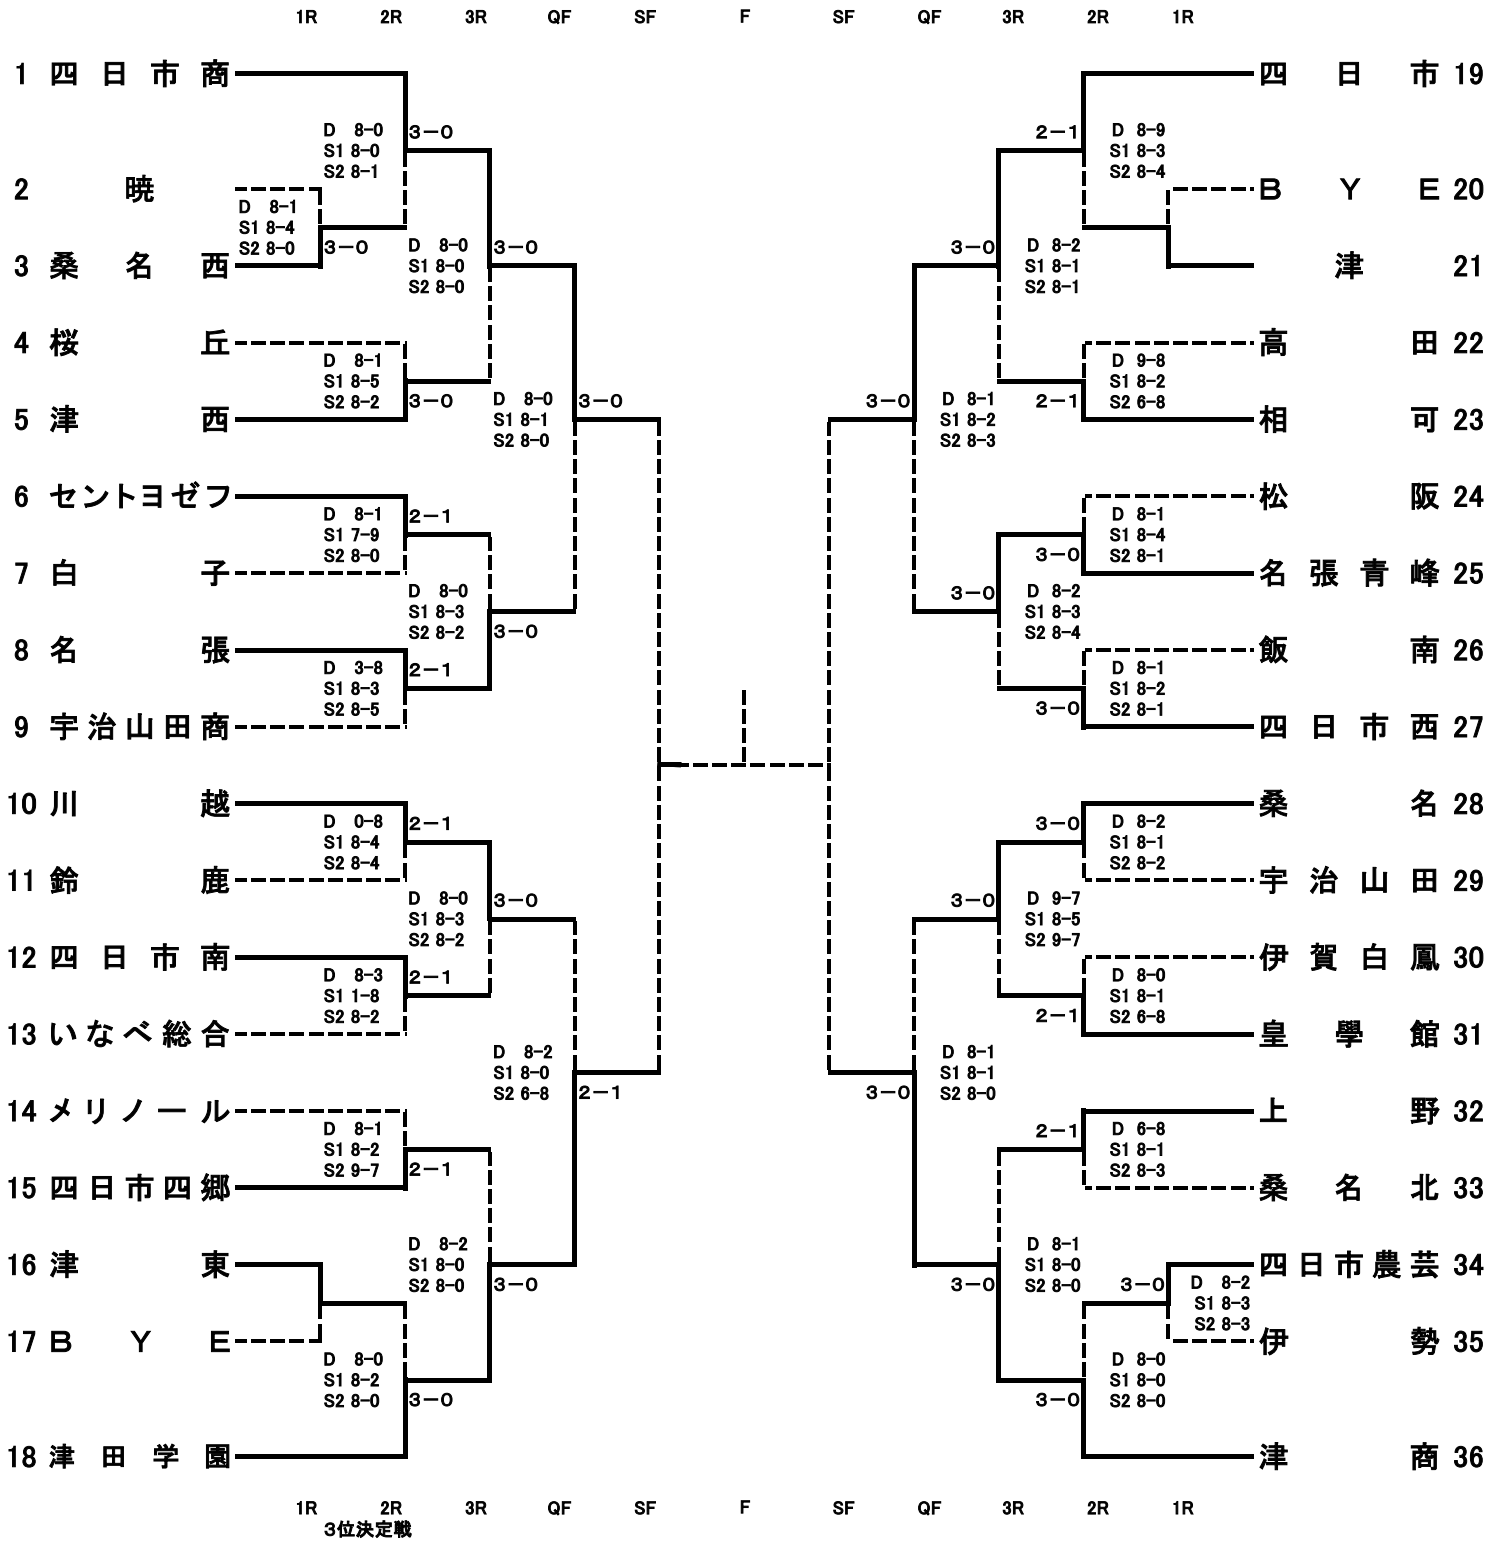 1R 2R 3R QF SF F SF QF 3R 2R 1R
1 四日市商
四日市 19
D 8-0 3-0
S1 8-0
S2 8-1
2-1 D 8-9
S1 8-3
S2 8-4
2 暁
BYE 20
D 8-1
S1 8-4
S2 8-0 3-0
D 8-0 3-0
S1 8-0
S2 8-0
3-0 D 8-2
S1 8-1
S2 8-1
3 桑名西
津 21
4 桜丘
高田 22
D 8-1
S1 8-5
S2 8-2 3-0
D 9-8
S1 8-2
2-1 S2 6-8
D 8-0 3-0
S1 8-1
S2 8-0
3-0 D 8-1
S1 8-2
S2 8-3
5 津西
相可 23
6 セントヨゼフ
松阪 24
D 8-1 2-1
S1 7-9
S2 8-0
D 8-1
S1 8-4
3-0 S2 8-1
7 白子
名張青峰 25
D 8-0
S1 8-3
S2 8-2 3-0
3-0 D 8-2
S1 8-3
S2 8-4
8 名張
飯南 26
D 3-8 2-1
S1 8-3
S2 8-5
D 8-1
S1 8-2
3-0 S2 8-1
9 宇治山田商
四日市西 27
10 川越
桑名 28
D 0-8 2-1
S1 8-4
S2 8-4
3-0 D 8-2
S1 8-1
S2 8-2
11 鈴鹿
宇治山田 29
D 8-0 3-0
S1 8-3
S2 8-2
3-0 D 9-7
S1 8-5
S2 9-7
12 四日市南
伊賀白鳳 30
D 8-3 2-1
S1 1-8
S2 8-2
D 8-0
S1 8-1
2-1 S2 6-8
13 いなべ総合
皇學館 31
D 8-2
S1 8-0
S2 6-8 2-1
D 8-1
S1 8-1
3-0 S2 8-0
14 メリノール
上野 32
D 8-1
S1 8-2
S2 9-7 2-1
2-1 D 6-8
S1 8-1
S2 8-3
15 四日市四郷
桑名北 33
D 8-2
S1 8-0
S2 8-0 3-0
D 8-1
S1 8-0
3-0 S2 8-0
16 津東
四日市農芸 34
3-0 D 8-2
S1 8-3
S2 8-3
17 BYE
伊勢 35
D 8-0
S1 8-2
S2 8-0 3-0
D 8-0
S1 8-0
3-0 S2 8-0
18 津田学園
津商 36
1R 2R 3R QF SF F SF QF 3R 2R 1R
3位決定戦